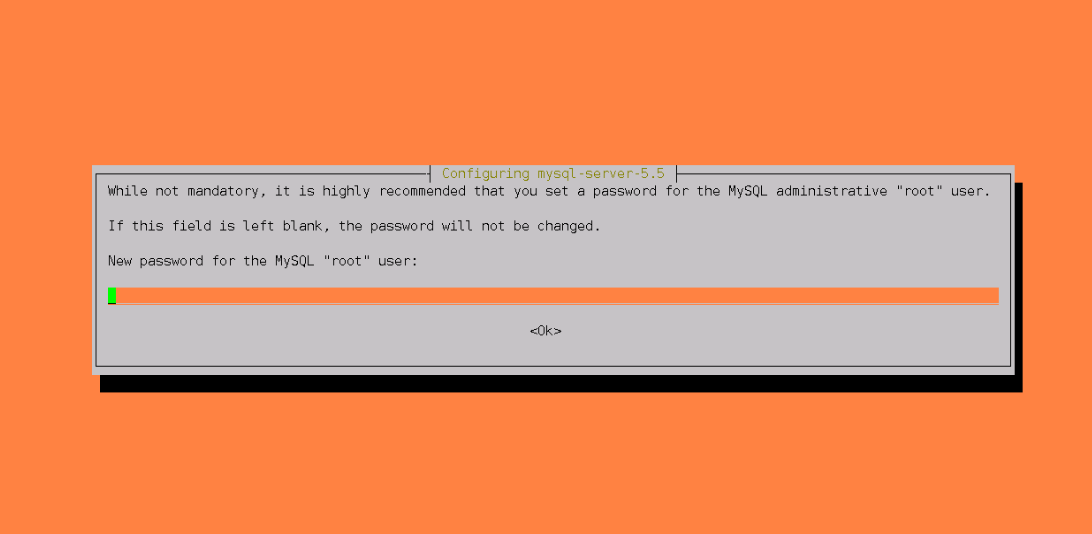 Configuring mysql-server-5.5
While not mandatory, it is highly recommended that you set a password for the MySQL administrative "root" user.
If this field is left blank, the password will not be changed.
New password for the MySQL "root" user:
<Ok>